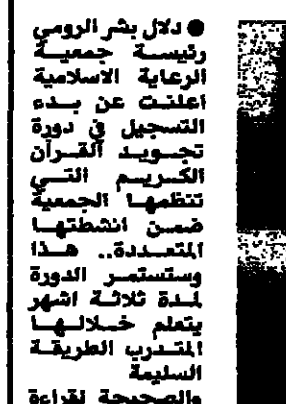 ● دلال بشر الرومي
رئيسة جمعية
الرعاية الاسلامية
اعلنت عن بدء
التسجيل في دورة
تجويد القرآن
الكريم التي
تنظمها الجمعية
ضمن انشطتها
المتعددة.. هذا
وستستمر الدورة
لمدة ثلاثة اشهر
يتعلم خلالها
المتدرب الطريقة
السليمة
والصحيحة لقراءة